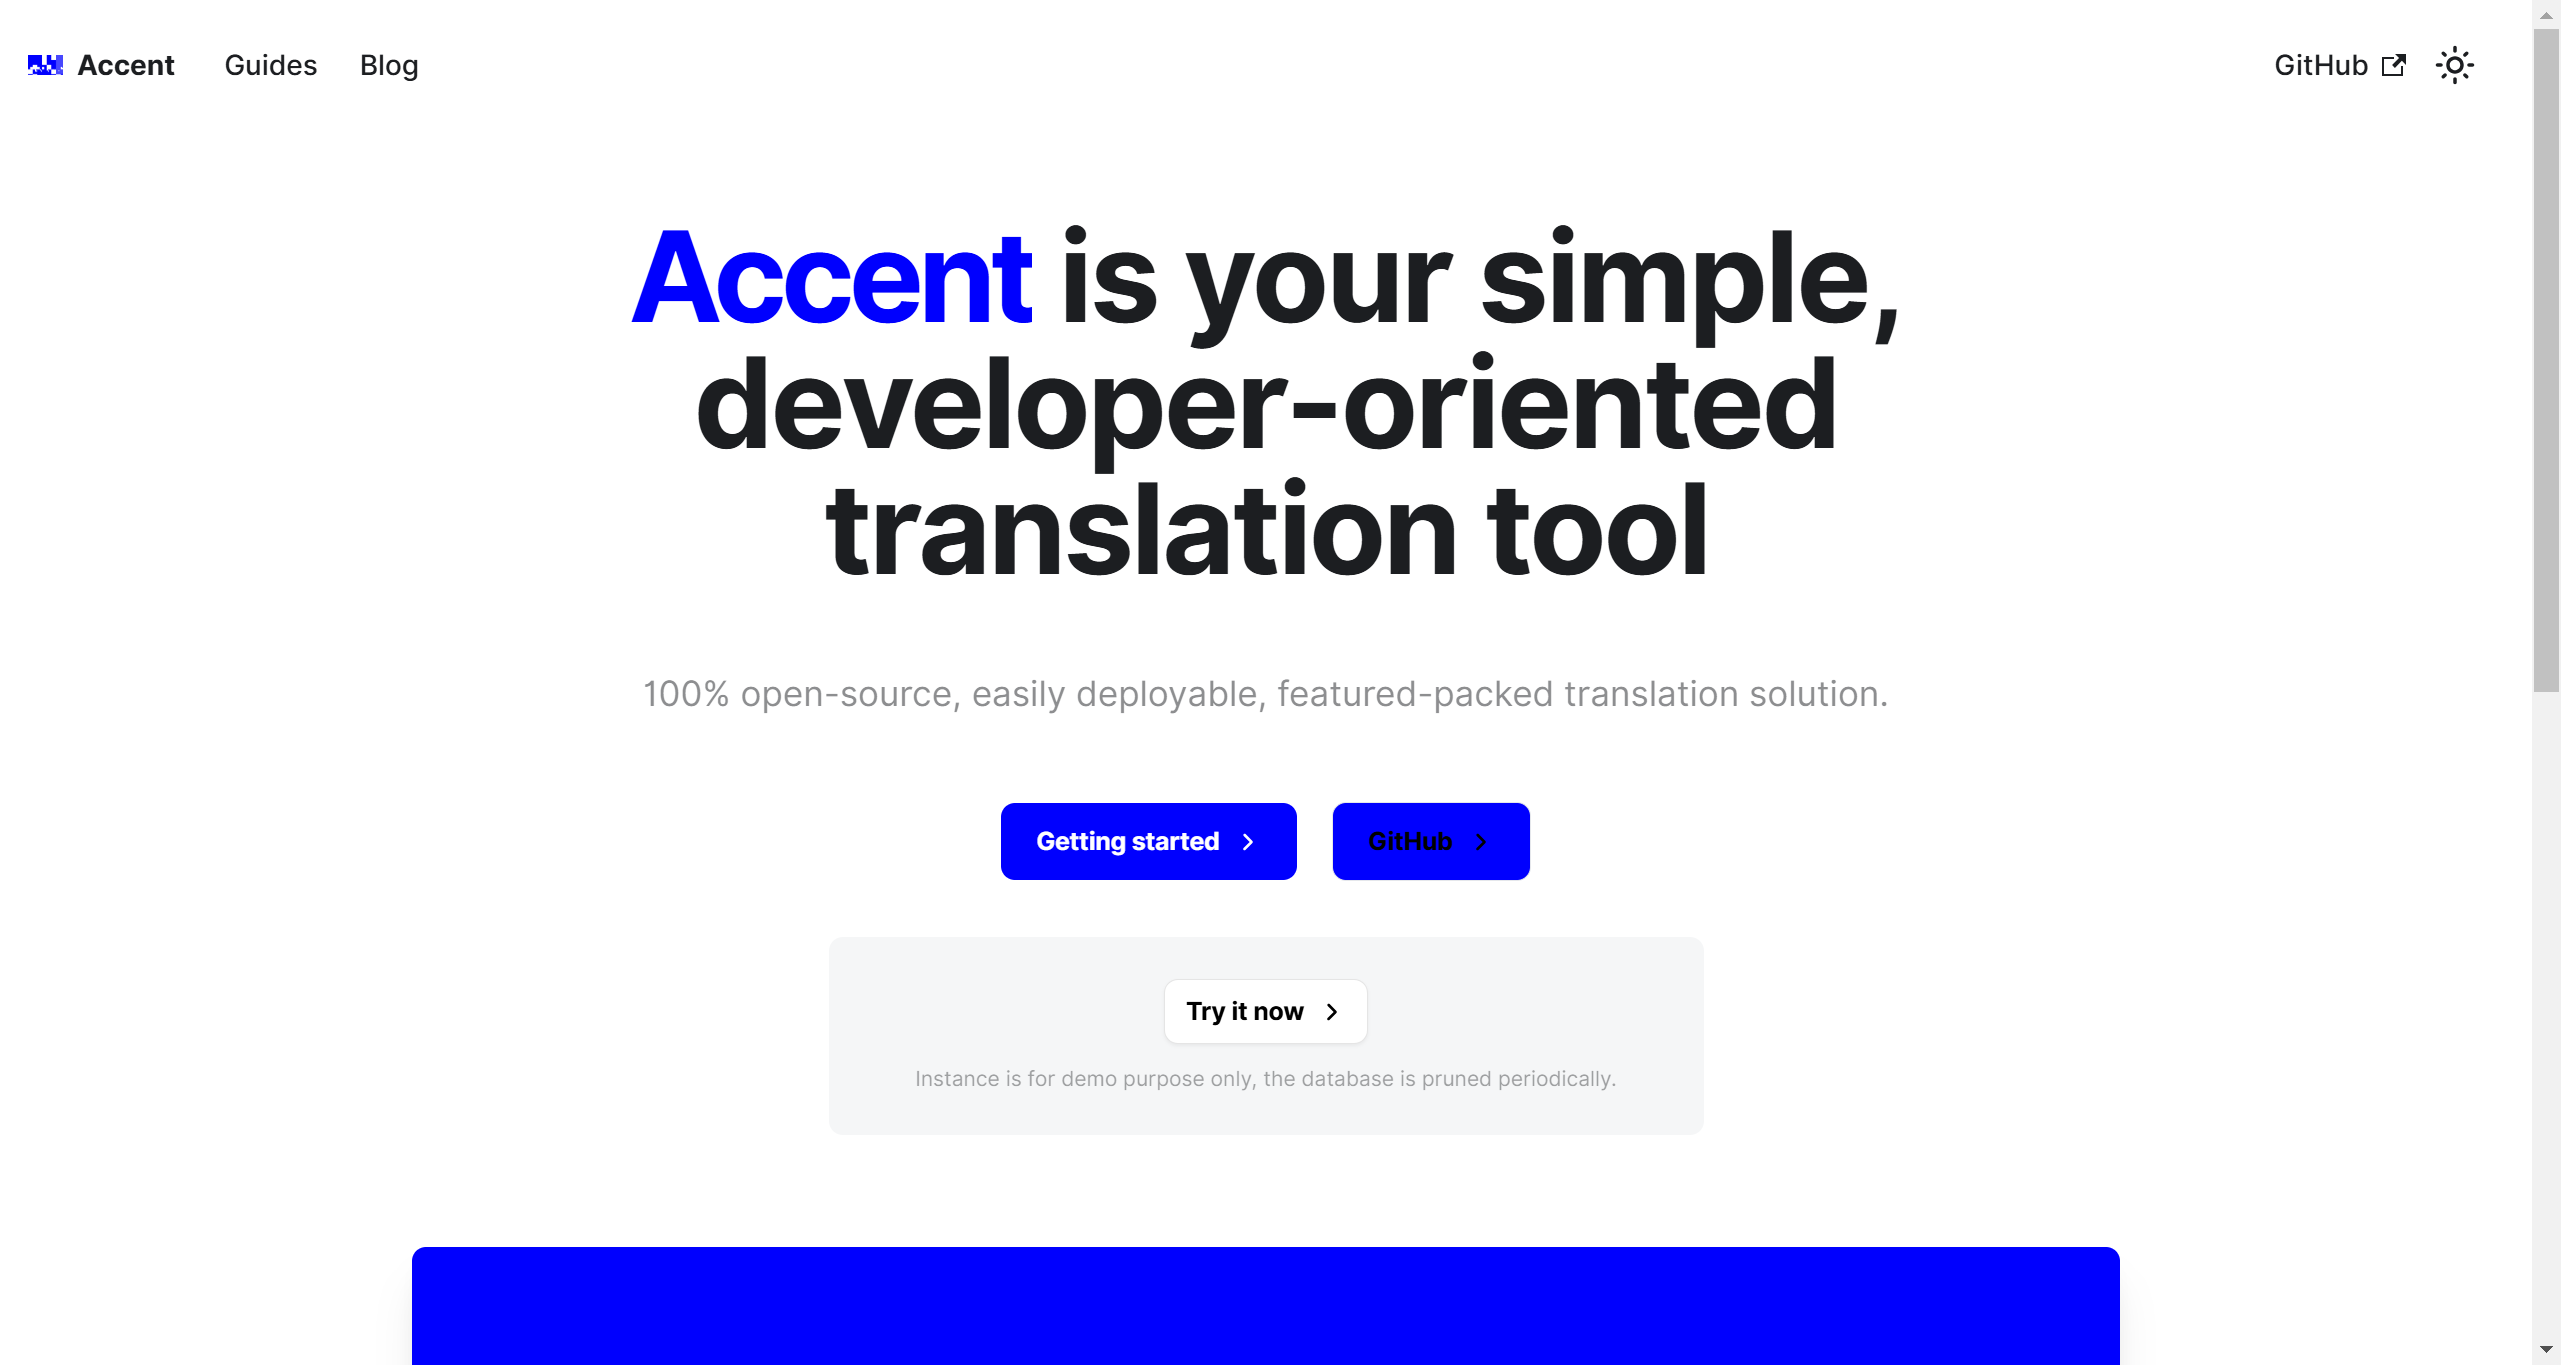 Accent
Guides
Blog
GitHub
Accent is your simple,
developer-oriented
translation tool
100% open-source, easily deployable, featured-packed translation solution.
Getting started
GitHub
Try it now
Instance is for demo purpose only, the database is pruned periodically.